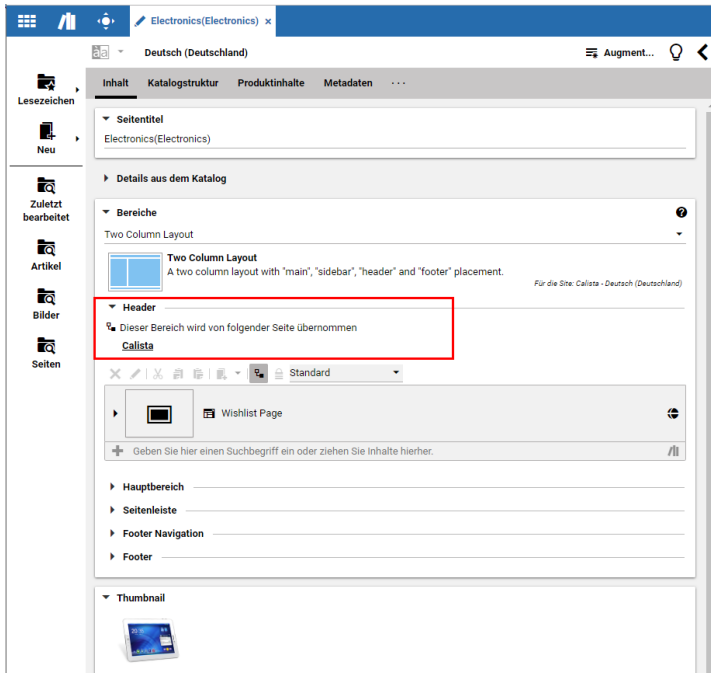 Electronics(Electronics) ×
Deutsch (Deutschland)
Augment...
Lesezeichen
Neu
Zuletzt
bearbeitet
Artikel
Bilder
Seiten
Inhalt Katalogstruktur Produktinhalte Metadaten ...
Seitentitel
Electronics(Electronics)
Details aus dem Katalog
Bereiche
Two Column Layout
Two Column Layout
A two column layout with "main", "sidebar", "header" and "footer" placement.
Für die Site: Calista - Deutsch (Deutschland)
Header
Dieser Bereich wird von folgender Seite übernommen
Calista
Standard
Wishlist Page
Geben Sie hier einen Suchbegriff ein oder ziehen Sie Inhalte hierher.
Hauptbereich
Seitenleiste
Footer Navigation
Footer
Thumbnail